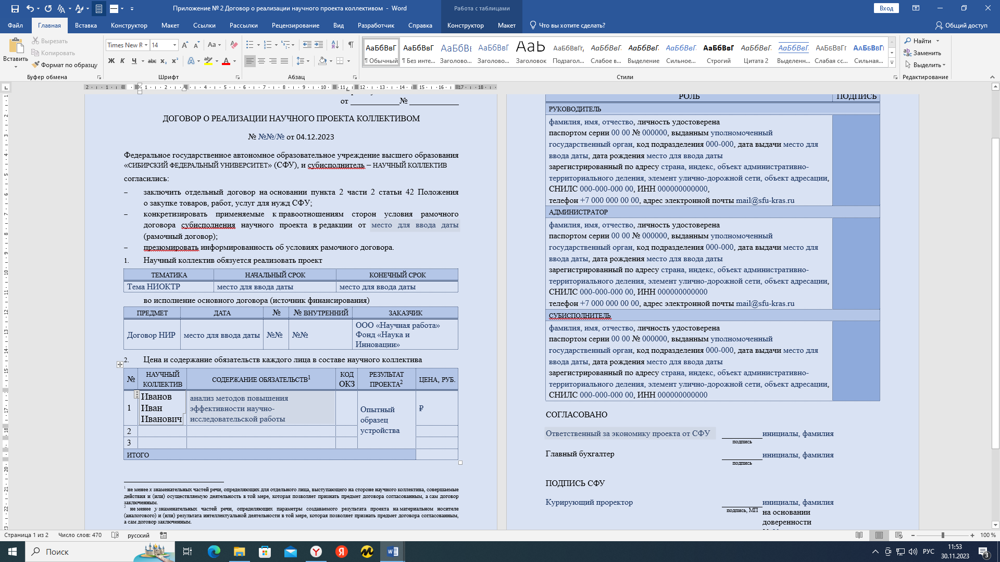 Приложение № 2 Договор о реализации научного проекта коллективом - Word
Работа с таблицами
Вход
Файл
Главная
Вставка
Конструктор
Макет
Ссылки
Рассылки
Рецензирование
Вид
Разработчик
Справка
Конструктор
Макет
Что вы хотите сделать?
Общий доступ
Вставить
Вырезать
Копировать
Формат по образцу
Буфер обмена
Times New R
14
Шрифт
Абзац
АаБбВвГ
¶ Обычный
АаБбВвГ
¶ Без инте...
Заголово...
Заголово...
Заголовок
Подзагол...
Слабое в...
Выделение
Сильное...
Строгий
Цитата 2
Выделенн...
Слабая сс...
Сильная...
Стили
Найти
Заменить
Выделить
Редактирование
от ____________№ ____________
ДОГОВОР О РЕАЛИЗАЦИИ НАУЧНОГО ПРОЕКТА КОЛЛЕКТИВОМ
№ №№/№ от 04.12.2023
Федеральное государственное автономное образовательное учреждение высшего образования
«СИБИРСКИЙ ФЕДЕРАЛЬНЫЙ УНИВЕРСИТЕТ» (СФУ), и субисполнитель – НАУЧНЫЙ КОЛЛЕКТИВ
согласились:
– заключить отдельный договор на основании пункта 2 части 2 статьи 42 Положения
о закупке товаров, работ, услуг для нужд СФУ;
– конкретизировать применяемые к правоотношениям сторон условия рамочного
договора субисполнения научного проекта в редакции от место для ввода даты
(рамочный договор);
– презюмировать информированность об условиях рамочного договора.
1. Научный коллектив обязуется реализовать проект
ТЕМАТИКА НАЧАЛЬНЫЙ СРОК КОНЕЧНЫЙ СРОК
Тема НИОКТР место для ввода даты место для ввода даты
во исполнение основного договора (источник финансирования)
ПРЕДМЕТ ДАТА № № ВНУТРЕННИЙ ЗАКАЗЧИК
Договор НИР место для ввода даты №№ №№
ООО «Научная работа»
Фонд «Наука и
Инновации»
2. Цена и содержание обязательств каждого лица в составе научного коллектива
№
НАУЧНЫЙ
КОЛЛЕКТИВ
СОДЕРЖАНИЕ ОБЯЗАТЕЛЬСТВ1
КОД
ОКЗ
РЕЗУЛЬТАТ
ПРОЕКТА2
ЦЕНА, РУБ.
1
Иванов
Иван
Иванович
анализ методов повышения
эффективности научно-
исследовательской работы
Опытный
образец
устройства
₽
2
3
ИТОГО
1 не менее x знаменательных частей речи, определяющих для отдельного лица, выступающего на стороне научного коллектива, совершаемые
действия и (или) осуществляемую деятельность в той мере, которая позволяет признать предмет договора согласованным, а сам договор
заключенным.
2 не менее y знаменательных частей речи, определяющих параметры создаваемого результата проекта на материальном носителе
(аналогового) и (или) результата интеллектуальной деятельности в той мере, которая позволяет признать предмет договора согласованным,
а сам договор заключенным.
РОЛЬ ПОДПИСЬ
РУКОВОДИТЕЛЬ
фамилия, имя, отчество, личность удостоверена
паспортом серии 00 00 № 000000, выданным уполномоченный
государственный орган, код подразделения 000-000, дата выдачи место для
ввода даты, дата рождения место для ввода даты
зарегистрированный по адресу страна, индекс, объект административно-
территориального деления, элемент улично-дорожной сети, объект адресации,
СНИЛС 000-000-000 00, ИНН 000000000000,
телефон +7 000 000 00 00, адрес электронной почты mail@sfu-kras.ru
АДМИНИСТРАТОР
фамилия, имя, отчество, личность удостоверена
паспортом серии 00 00 № 000000, выданным уполномоченный
государственный орган, код подразделения 000-000, дата выдачи место для
ввода даты, дата рождения место для ввода даты
зарегистрированный по адресу страна, индекс, объект административно-
территориального деления, элемент улично-дорожной сети, объект адресации,
СНИЛС 000-000-000 00, ИНН 000000000000
телефон +7 000 000 00 00, адрес электронной почты mail@sfu-kras.ru
СУБИСПОЛНИТЕЛЬ
фамилия, имя, отчество, личность удостоверена
паспортом серии 00 00 № 000000, выданным уполномоченный
государственный орган, код подразделения 000-000, дата выдачи место для
ввода даты, дата рождения место для ввода даты
зарегистрированный по адресу страна, индекс, объект административно-
территориального деления, элемент улично-дорожной сети, объект адресации,
СНИЛС 000-000-000 00, ИНН 000000000000
СОГЛАСОВАНО
Ответственный за экономику проекта от СФУ __________ инициалы, фамилия
подпись
Главный бухгалтер __________ инициалы, фамилия
подпись
ПОДПИСЬ СФУ
Курирующий проректор __________ инициалы, фамилия
подпись, МП
на основании
доверенности
Страница 1 из 2
Число слов: 470
русский
100 %
Поиск
РУС
11:53
30.11.2023
3